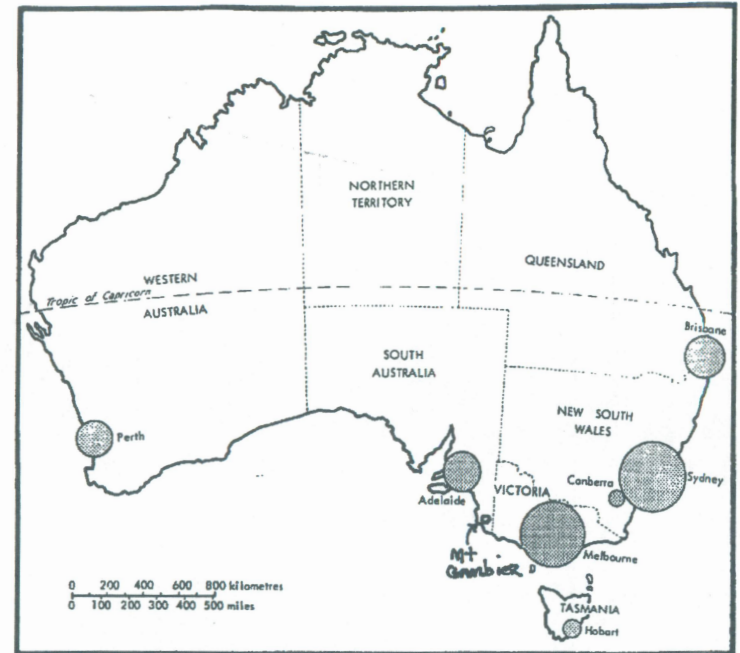 NORTHERN
TERRITORY
QUEENSLAND
WESTERN
Tropic of Capricorn
AUSTRALIA
Brisbane
SOUTH
AUSTRALIA
NEW SOUTH
WALES
Perth
Canberra
Sydney
Adelaide
VICTORIA
Mt
Gambier
Melbourne
0 200 400 600 800 kilometres
0 100 200 300 400 500 miles
TASMANIA
Hobart